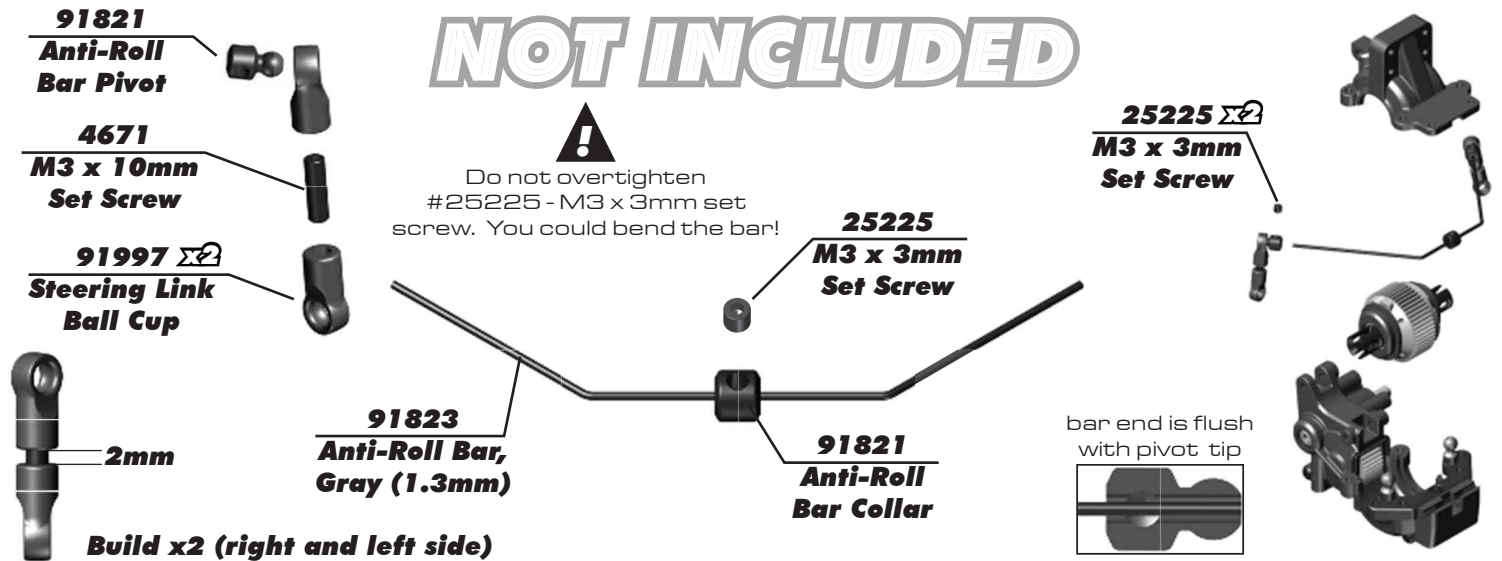 NOT INCLUDED
91821
Anti-Roll
Bar Pivot
4671
M3 x 10mm
Set Screw
91997 x2
Steering Link
Ball Cup
2mm
Build x2 (right and left side)
!
Do not overtighten
#25225 - M3 x 3mm set
screw. You could bend the bar!
25225
M3 x 3mm
Set Screw
91823
Anti-Roll Bar,
Gray (1.3mm)
91821
Anti-Roll
Bar Collar
25225 x2
M3 x 3mm
Set Screw
bar end is flush
with pivot tip